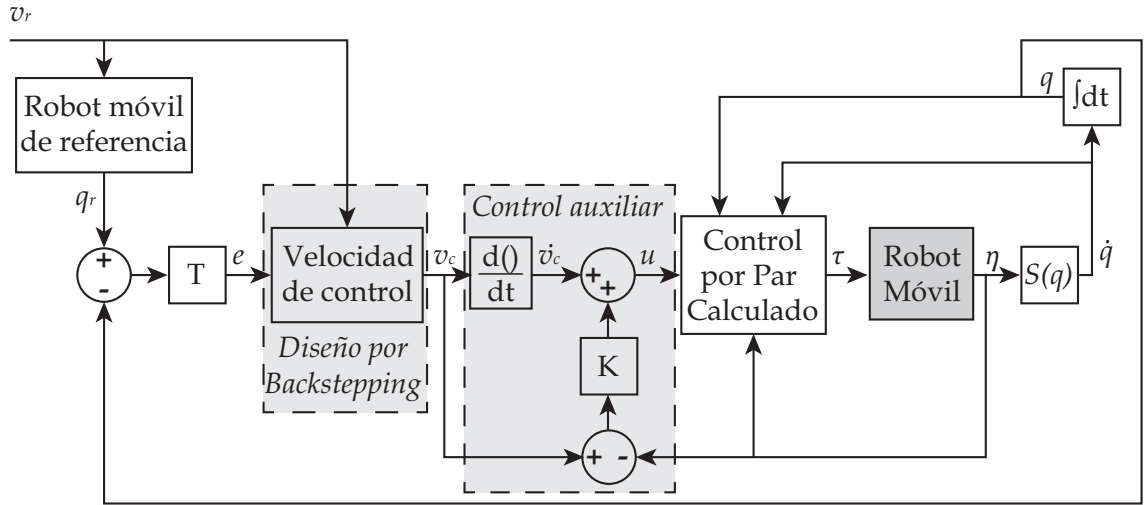 v_r
Robot móvil
de referencia
q_r
+
-
T
e
Velocidad
de control
Diseño por
Backstepping
v_c
Control auxiliar
d()
dt
v̇_c
+
+
u
K
+ -
Control
por Par
Calculado
τ
Robot
Móvil
η
S(q)
q̇
q
∫dt